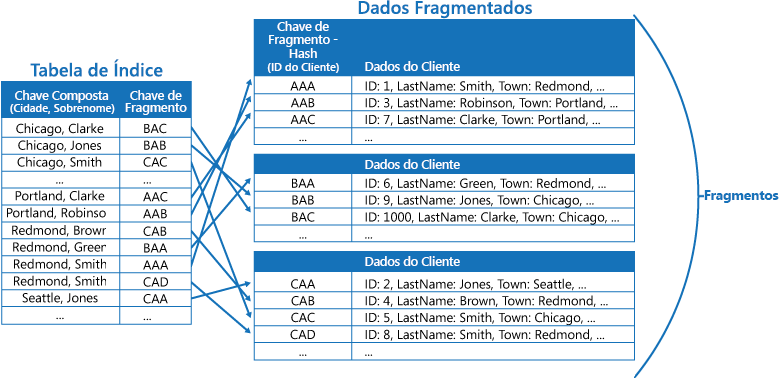 Dados Fragmentados
Tabela de Índice
Chave Composta
(Cidade, Sobrenome)
Chave de
Fragmento
Chicago, Clarke BAC
Chicago, Jones BAB
Chicago, Smith CAC
... ...
Portland, Clarke AAC
Portland, Robinso AAB
Redmond, Brown CAB
Redmond, Green BAA
Redmond, Smith AAA
Redmond, Smith CAD
Seattle, Jones CAA
... ...
Chave de
Fragmento -
Hash
(ID do Cliente)
Dados do Cliente
AAA ID: 1, LastName: Smith, Town: Redmond, ...
AAB ID: 3, LastName: Robinson, Town: Portland, ...
AAC ID: 7, LastName: Clarke, Town: Portland, ...
... ...
Dados do Cliente
BAA ID: 6, LastName: Green, Town: Redmond, ...
BAB ID: 9, LastName: Jones, Town: Chicago, ...
BAC ID: 1000, LastName: Clarke, Town: Chicago, ...
... ...
Dados do Cliente
CAA ID: 2, LastName: Jones, Town: Seattle, ...
CAB ID: 4, LastName: Brown, Town: Redmond, ...
CAC ID: 5, LastName: Smith, Town: Chicago, ...
CAD ID: 8, LastName: Smith, Town: Redmond, ...
... ...
Fragmentos